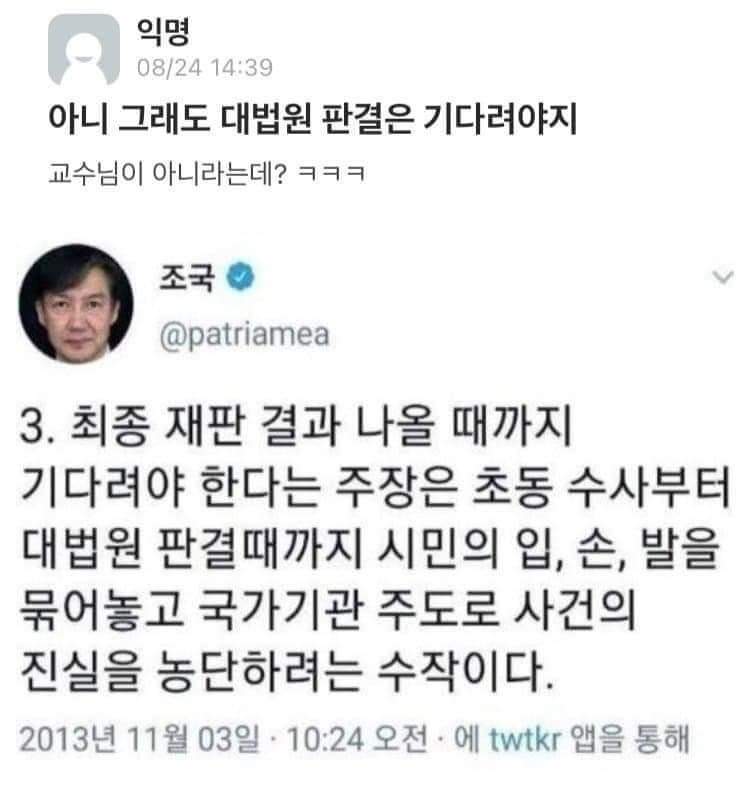 익명
08/24 14:39
아니 그래도 대법원 판결은 기다려야지
교수님이 아니라는데? ㅋㅋㅋ
조국
@patriamea
3. 최종 재판 결과 나올 때까지
기다려야 한다는 주장은 초동 수사부터
대법원 판결때까지 시민의 입, 손, 발을
묶어놓고 국가기관 주도로 사건의
진실을 농단하려는 수작이다.
2013년 11월 03일 · 10:24 오전 · 에 twtkr 앱을 통해